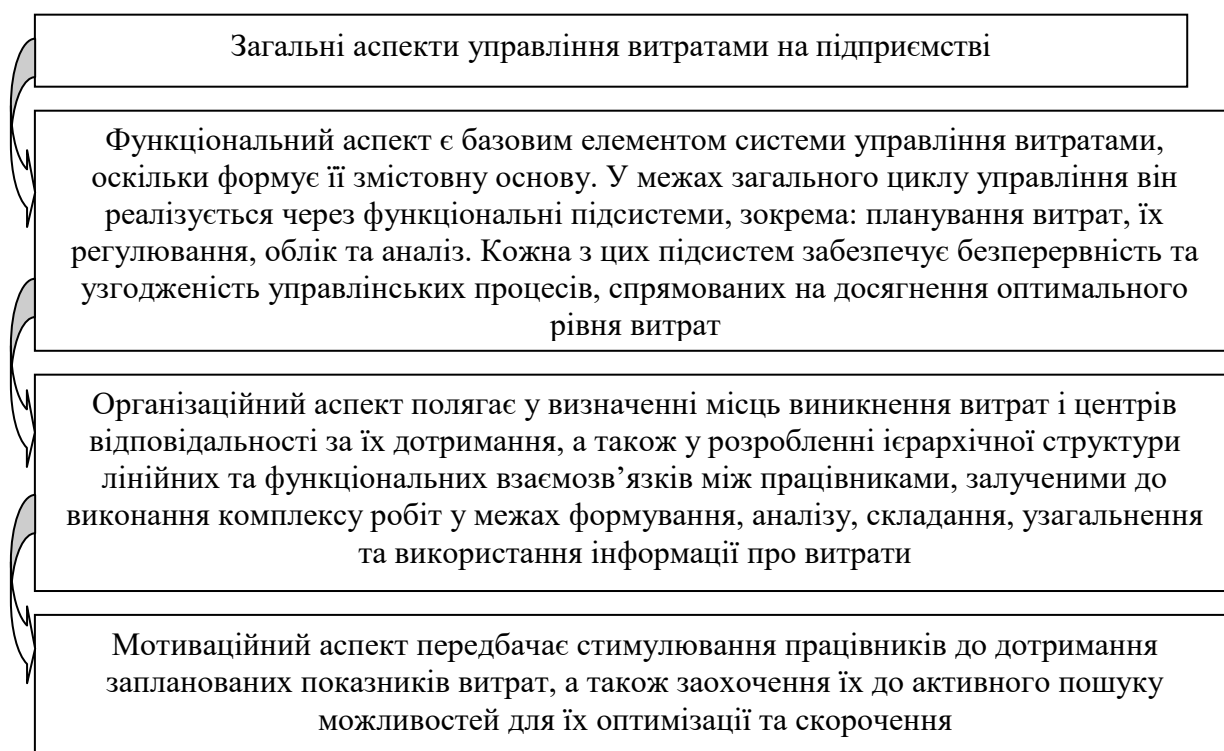 Загальні аспекти управління витратами на підприємстві
Функціональний аспект є базовим елементом системи управління витратами,
оскільки формує її змістовну основу. У межах загального циклу управління він
реалізується через функціональні підсистеми, зокрема: планування витрат, їх
регулювання, облік та аналіз. Кожна з цих підсистем забезпечує безперервність та
узгодженість управлінських процесів, спрямованих на досягнення оптимального
рівня витрат
Організаційний аспект полягає у визначенні місць виникнення витрат і центрів
відповідальності за їх дотримання, а також у розробленні ієрархічної структури
лінійних та функціональних взаємозв’язків між працівниками, залученими до
виконання комплексу робіт у межах формування, аналізу, складання, узагальнення
та використання інформації про витрати
Мотиваційний аспект передбачає стимулювання працівників до дотримання
запланованих показників витрат, а також заохочення їх до активного пошуку
можливостей для їх оптимізації та скорочення